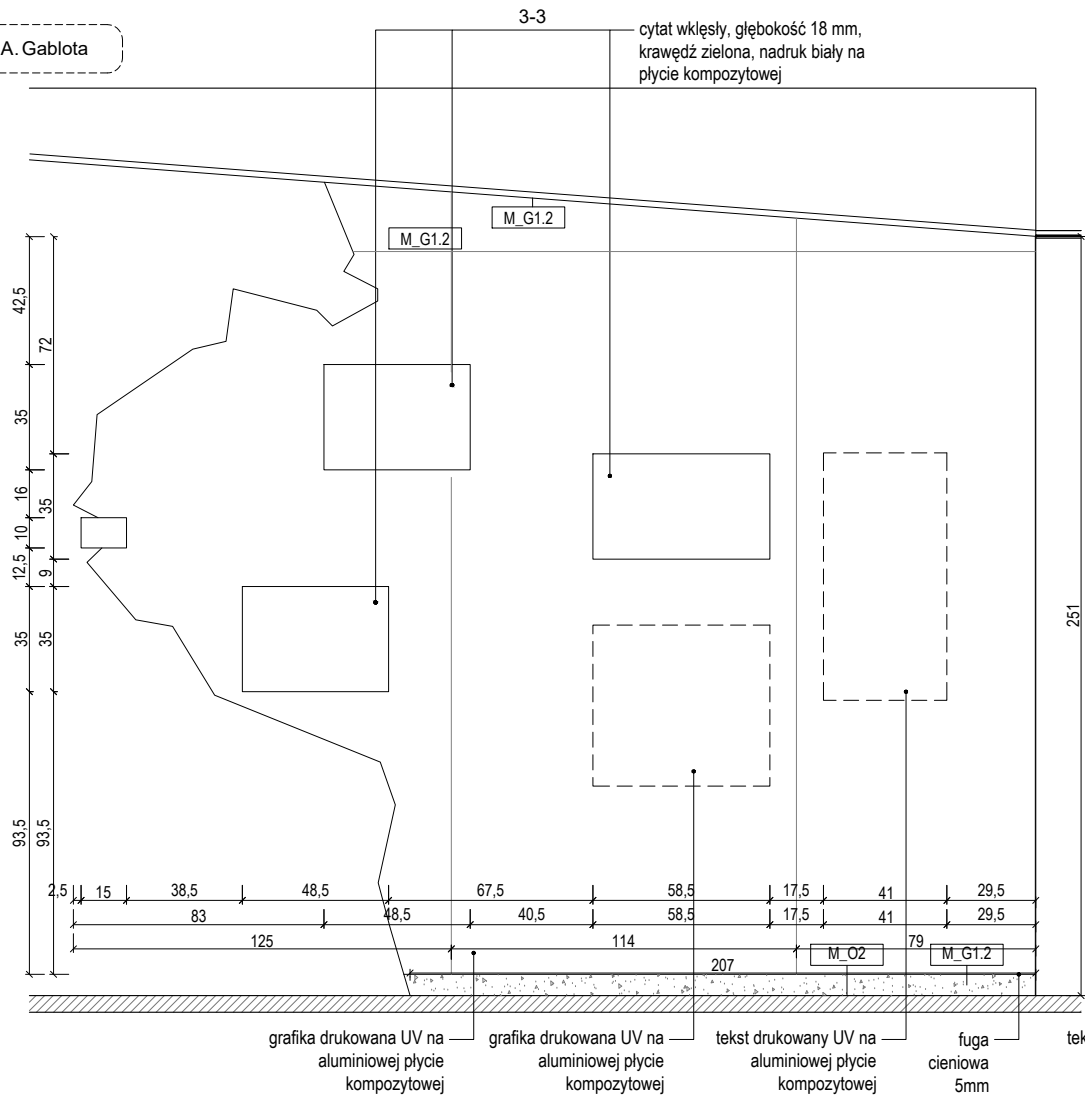 3-3
A. Gablota
cytat wklęsły, głębokość 18 mm,
krawędź zielona, nadruk biały na
płycie kompozytowej
M_G1.2
M_G1.2
42,5
72
35
16
35
10
12,5
9
35
35
251
93,5
93,5
2,5
15
38,5
48,5
67,5
58,5
17,5
41
29,5
83
48,5
40,5
58,5
17,5
41
29,5
125
114
79
207
M_O2
M_G1.2
grafika drukowana UV na
aluminiowej płycie
kompozytowej
grafika drukowana UV na
aluminiowej płycie
kompozytowej
tekst drukowany UV na
aluminiowej płycie
kompozytowej
fuga
cieniowa
5mm
tek